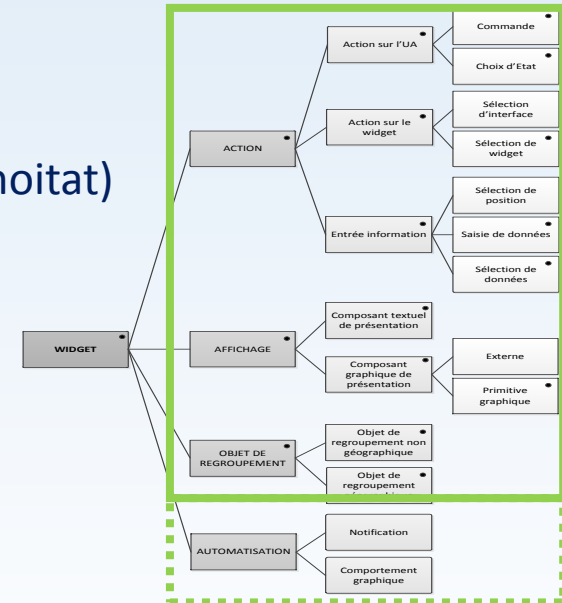 noitat)
WIDGET
ACTION
Action sur l'UA
Commande
Choix d'Etat
Action sur le
widget
Sélection
d'interface
Sélection de
widget
Entrée information
Sélection de
position
Saisie de données
Sélection de
données
AFFICHAGE
Composant textuel
de présentation
Composant
graphique de
présentation
Externe
Primitive
graphique
OBJET DE
REGROUPEMENT
Objet de
regroupement non
géographique
Objet de
regroupement
AUTOMATISATION
Notification
Comportement
graphique